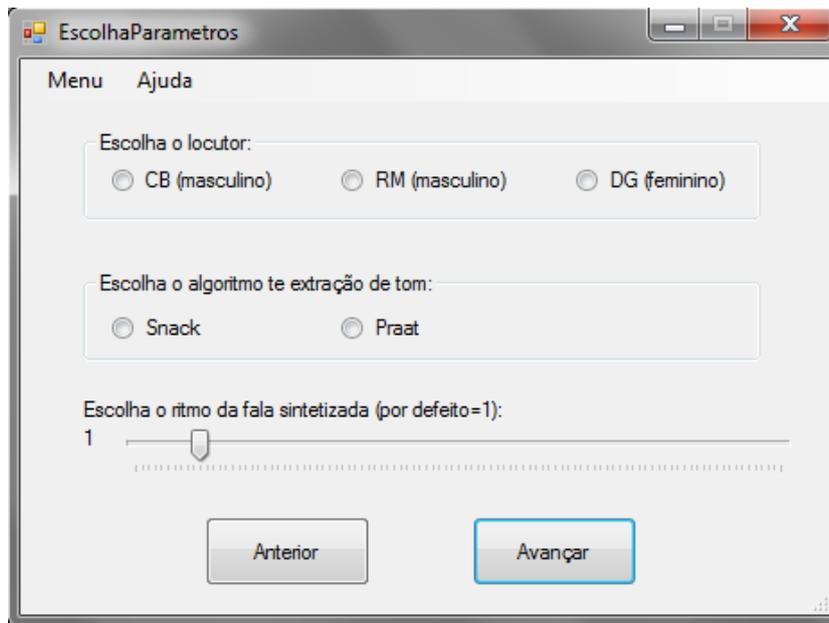 EscolhaParametros
Menu Ajuda
Escolha o locutor:
CB (masculino) RM (masculino) DG (feminino)
Escolha o algoritmo te extração de tom:
Snack Praat
Escolha o ritmo da fala sintetizada (por defeito=1):
1
Anterior Avançar